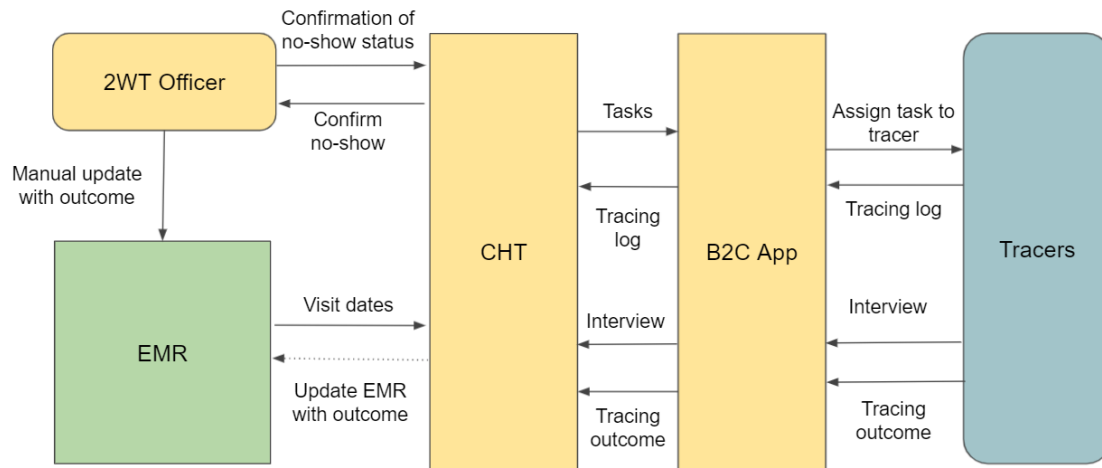 Confirmation of
no-show status
2WT Officer
Confirm
no-show
Tasks
Assign task to
tracer
Manual update
with outcome
Tracing
log
Tracing log
CHT
B2C App
Tracers
Visit dates
Interview
Interview
EMR
Update EMR
with outcome
Tracing
outcome
Tracing
outcome